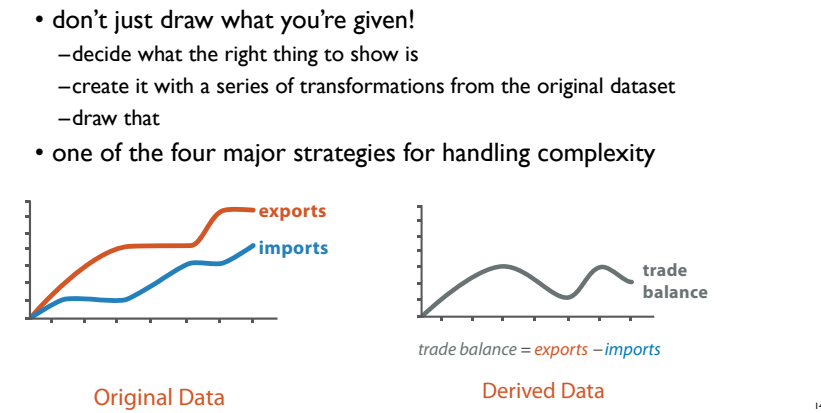 • don’t just draw what you’re given!
–decide what the right thing to show is
–create it with a series of transformations from the original dataset
–draw that
• one of the four major strategies for handling complexity
exports
imports
trade
balance
trade balance = exports – imports
Original Data
Derived Data